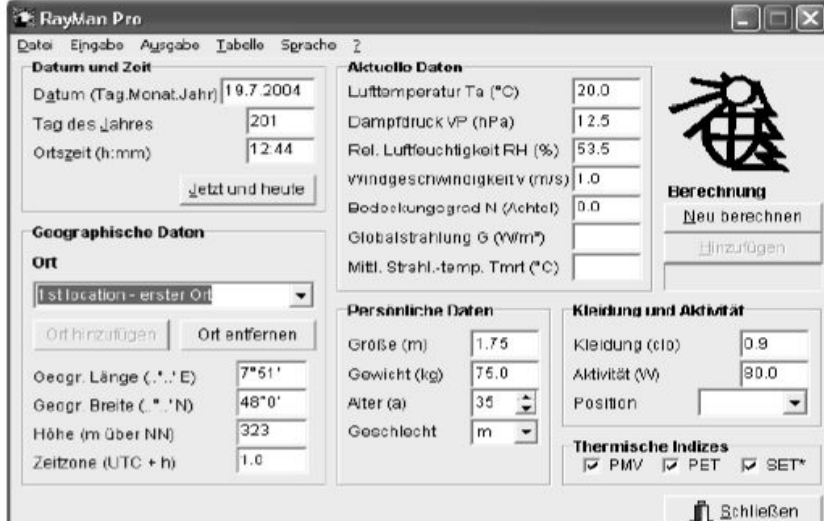 RayMan Pro
Datei Eingabe Ausgabe Tabelle Sprache ?
Datum und Zeit
Datum (Tag.Monat.Jahr) 19.7.2004
Tag des Jahres 201
Ortszeit (h:mm) 12:44
Jetzt und heute
Geographische Daten
Ort
1st location - erster Ort
Ort hinzufügen Ort entfernen
Geogr. Länge (..°..' E) 7°51'
Geogr. Breite (..°..' N) 48°0'
Höhe (m über NN) 323
Zeitzone (UTC + h) 1.0
Aktuelle Daten
Lufttemperatur Ta (°C) 20.0
Dampfdruck VP (hPa) 12.5
Rel. Luftfeuchtigkeit RH (%) 53.5
Windgeschwindigkeit v (m/s) 1.0
Bedeckungsgrad N (Achtel) 0.0
Globalstrahlung G (W/m²)
Mittl. Strahl.-temp. Tmrt (°C)
Berechnung
Neu berechnen
Hinzufügen
Persönliche Daten
Größe (m) 1.75
Gewicht (kg) 75.0
Alter (a) 35
Geschlecht m
Kleidung und Aktivität
Kleidung (clo) 0.9
Aktivität (W) 80.0
Position
Thermische Indizes
PMV PET SET*
Schließen